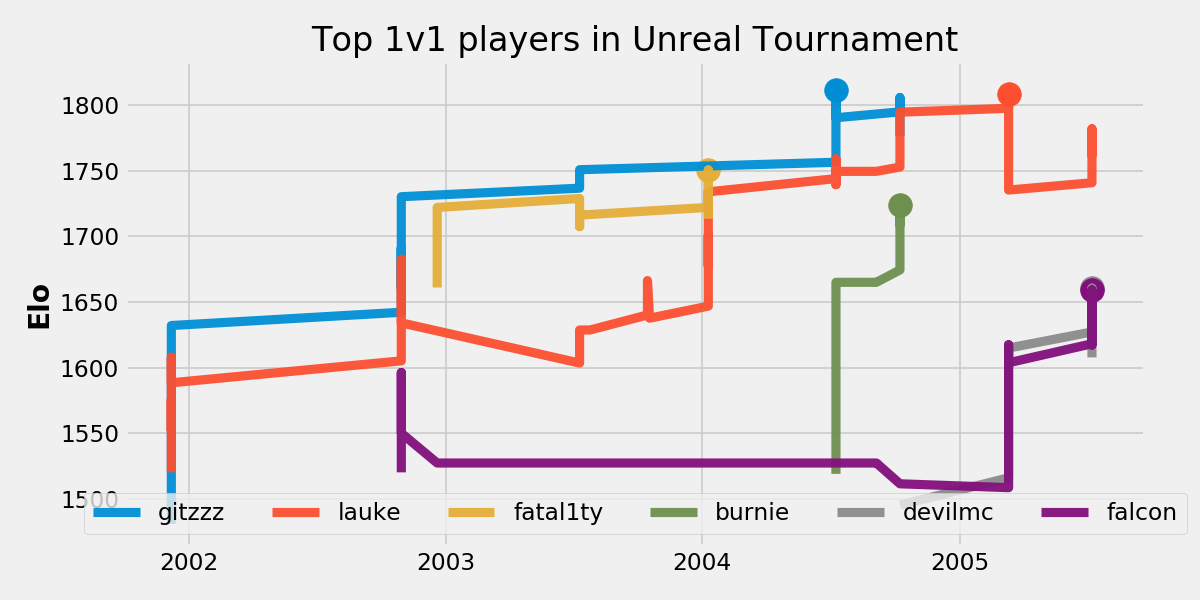 Top 1v1 players in Unreal Tournament
Elo
1800
1750
1700
1650
1600
1550
1500
gitzzz lauke fatal1ty burnie devilmc falcon
2002 2003 2004 2005